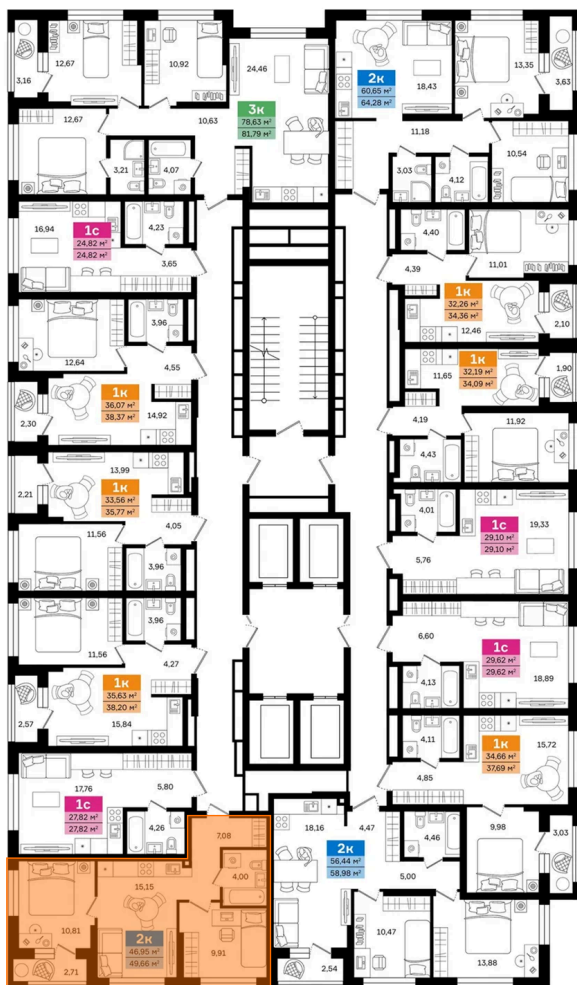 3,16
12,67
10,92
24,46
3к
78,63 м²
81,79 м²
12,67
10,63
3,21
4,07
2к
60,65 м²
64,28 м²
18,43
13,35
3,63
11,18
3,03
4,12
10,54
16,94
1с
24,82 м²
24,82 м²
4,23
3,65
4,40
11,01
4,39
1к
32,26 м²
34,36 м²
12,46
2,10
12,64
3,96
4,55
1к
36,07 м²
38,37 м²
14,92
2,30
11,65
1к
32,19 м²
34,09 м²
1,90
4,19
11,92
4,43
2,21
13,99
1к
33,56 м²
35,77 м²
4,05
11,56
3,96
4,01
1с
29,10 м²
29,10 м²
19,33
5,76
11,56
3,96
4,27
1к
35,63 м²
38,20 м²
2,57
15,84
6,60
1с
29,62 м²
29,62 м²
4,13
18,89
4,11
1к
34,66 м²
37,69 м²
15,72
4,85
17,76
5,80
1с
27,82 м²
27,82 м²
4,26
7,08
18,16
4,47
2к
56,44 м²
58,98 м²
4,46
9,98
3,03
5,00
15,15
4,00
10,81
2к
46,95 м²
49,66 м²
9,91
2,71
10,47
2,54
13,88